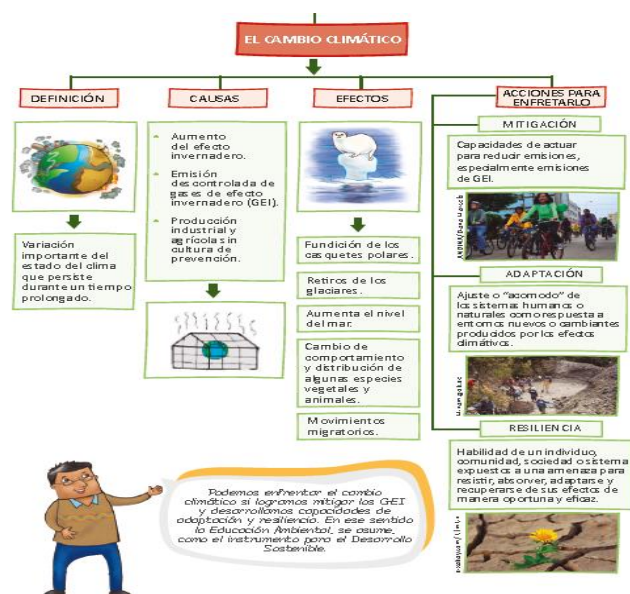 EL CAMBIO CLIMÁTICO
DEFINICIÓN
Variación
importante del
estado del clima
que persiste
durante un tiempo
prolongado.
CAUSAS
Aumento
del efecto
invernadero.
Emisión
descontrolada de
gases de efecto
invernadero (GEI).
Producción
industrial y
agrícola sin
cultura de
prevención.
EFECTOS
Fundición de los
casquetes polares.
Retiros de los
glaciares.
Aumenta el nivel
del mar.
Cambio de
comportamiento
y distribución de
algunas especies
vegetales y
animales.
Movimientos
migratorios.
ACCIONES PARA
ENFRETARLO
MITIGACIÓN
Capacidades de actuar
para reducir emisiones,
especialmente emisiones
de GEI.
ADAPTACIÓN
Ajuste o "acomodo" de
los sistemas humanos o
naturales como respuesta a
entornos nuevos o cambiantes
producidos por los efectos
climátivos.
RESILIENCIA
Habilidad de un individuo,
comunidad, sociedad o sistema
expuestos a una amenaza para
resistir, absorver, adaptarse y
recuperarse de sus efectos de
manera oportuna y eficaz.
Podemos enfrentar el cambio
climático si logramos mitigar los GEI
y desarrollamos capacidades de
adaptación y resiliencia. En ese sentido
la Educación Ambiental, se asume,
como el instrumento para el Desarrollo
Sostenible.